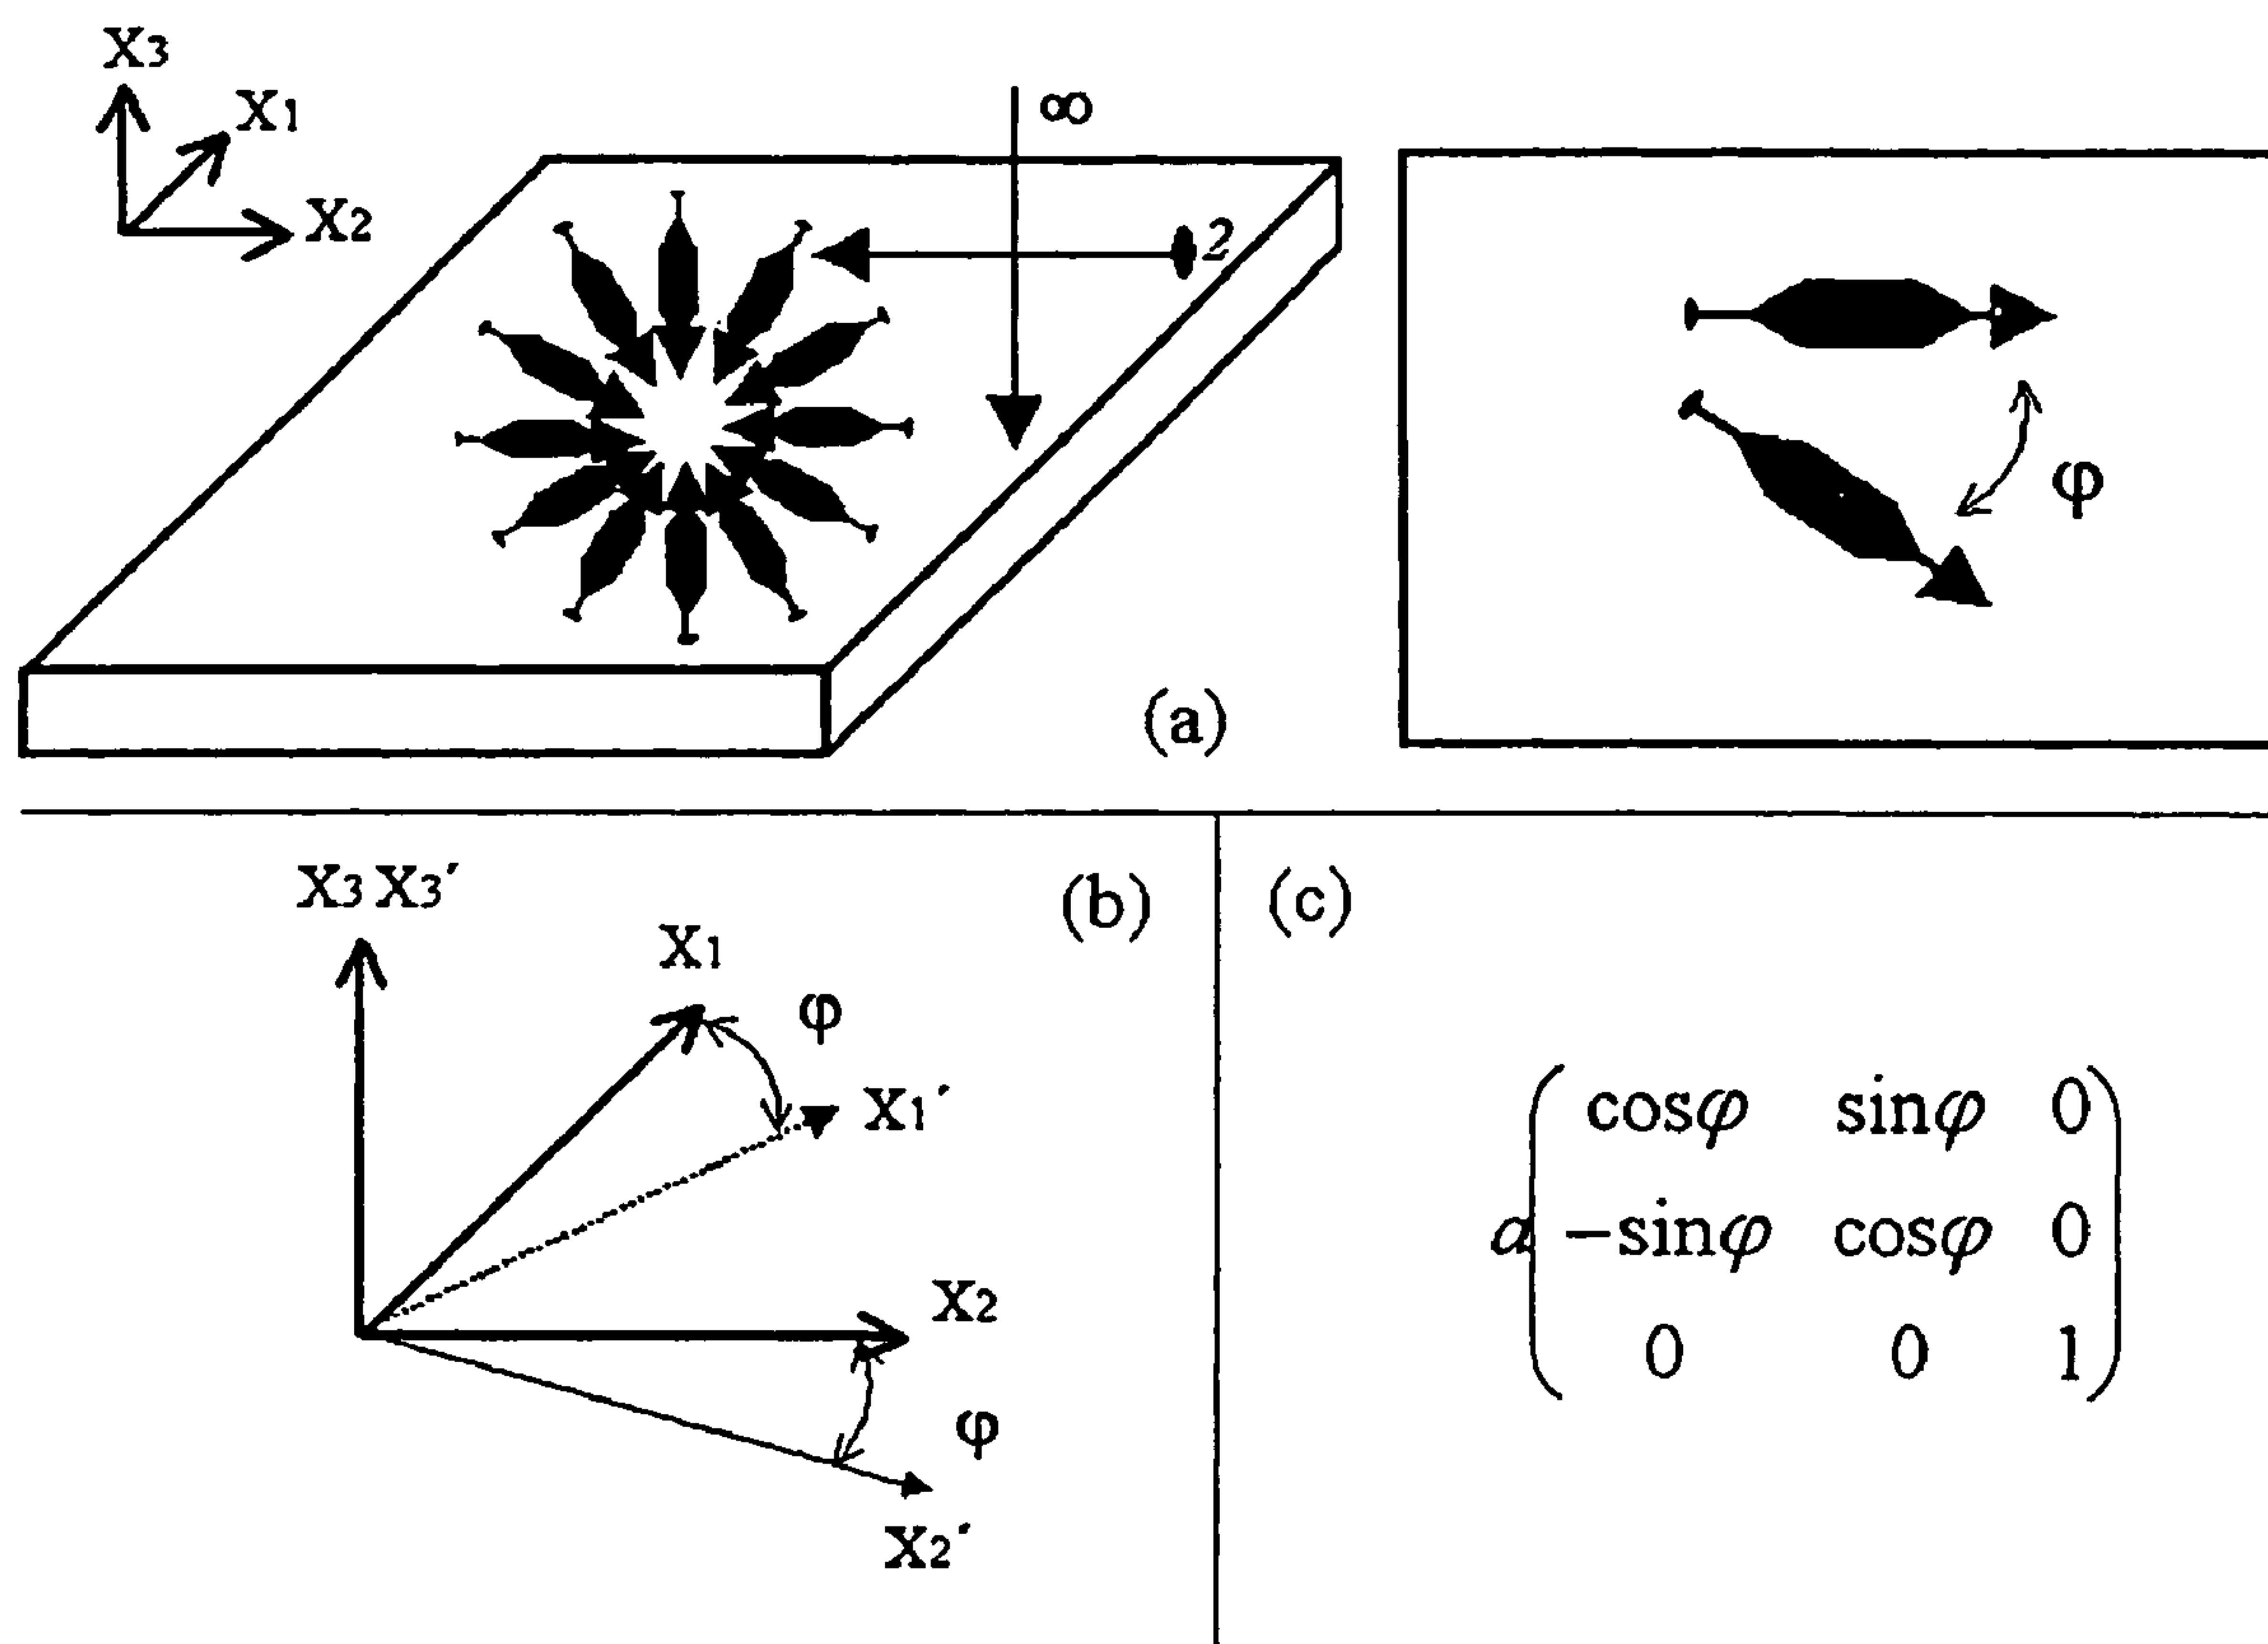 X3
X1
X2
∞
2
φ
(a)
X3 X3′
(b)
X1
φ
X1′
X2
φ
X2′
(c)
cosφ sinφ 0
a -sinφ cosφ 0
0 0 1